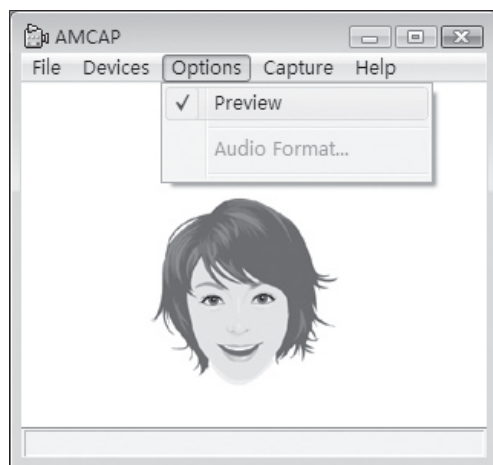 AMCAP
File Devices Options Capture Help
✓ Preview
Audio Format...